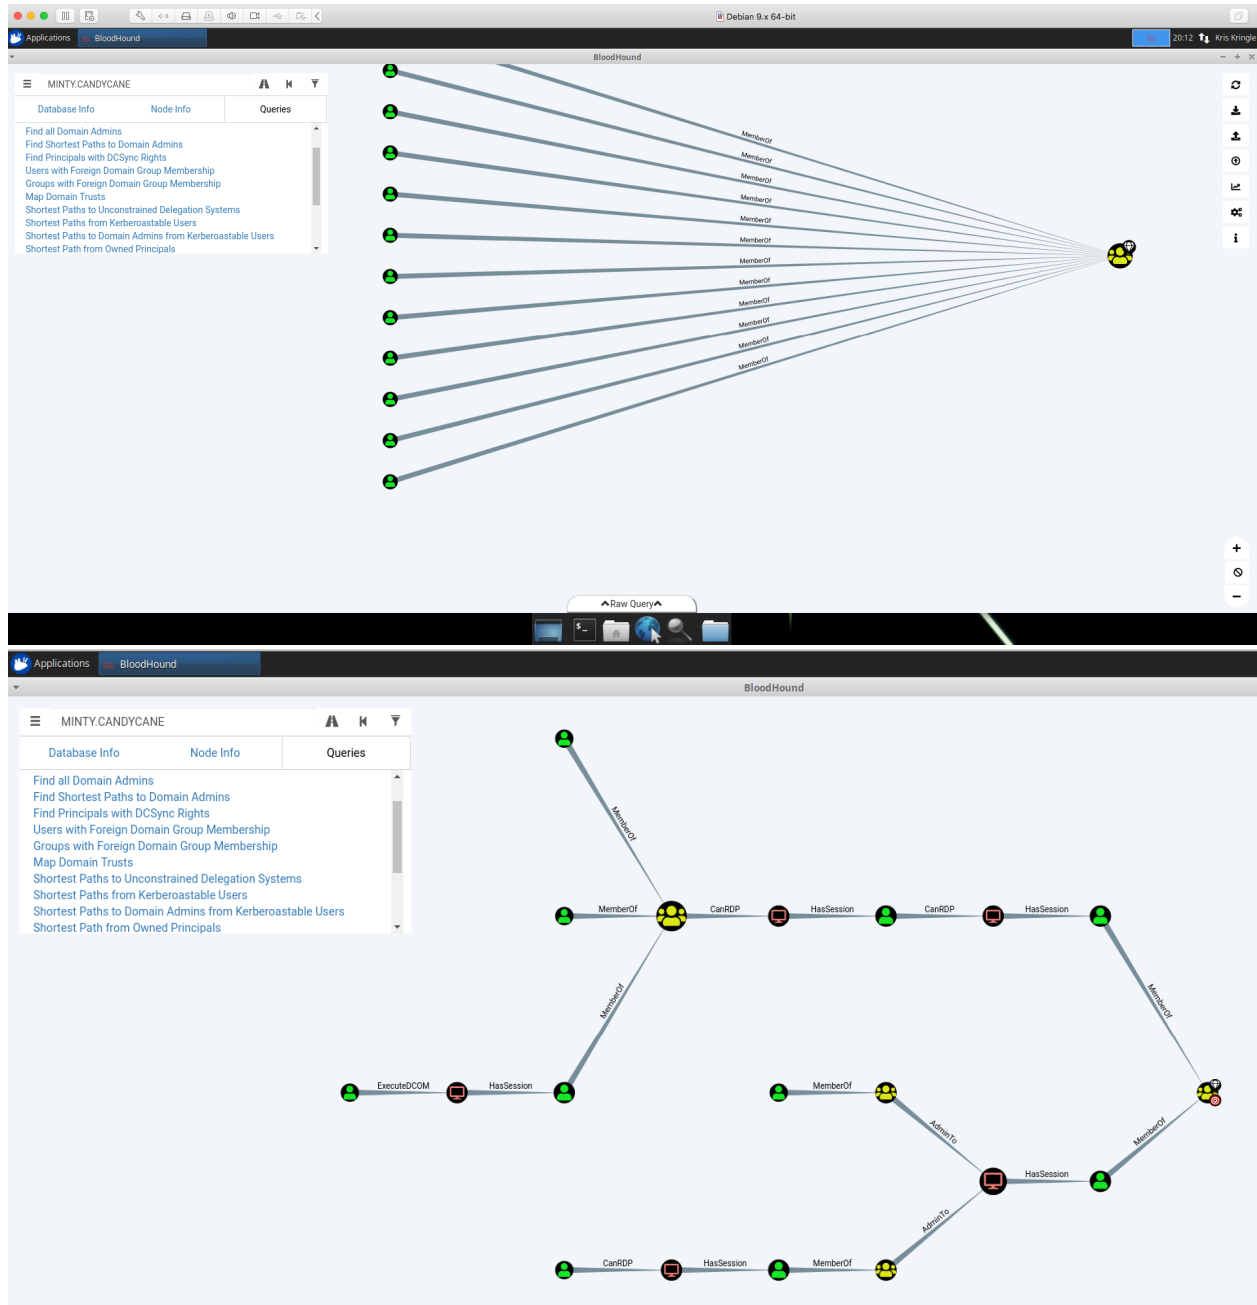 Debian 9.x 64-bit
Applications
BloodHound
20:12
Kris Kringle
BloodHound
MINTY.CANDYCANE
Database Info
Node Info
Queries
Find all Domain Admins
Find Shortest Paths to Domain Admins
Find Principals with DCSync Rights
Users with Foreign Domain Group Membership
Groups with Foreign Domain Group Membership
Map Domain Trusts
Shortest Paths to Unconstrained Delegation Systems
Shortest Paths from Kerberoastable Users
Shortest Paths to Domain Admins from Kerberoastable Users
Shortest Path from Owned Principals
MemberOf
MemberOf
MemberOf
MemberOf
MemberOf
MemberOf
MemberOf
MemberOf
MemberOf
MemberOf
MemberOf
MemberOf
Raw Query
Applications
BloodHound
BloodHound
MINTY.CANDYCANE
Database Info
Node Info
Queries
Find all Domain Admins
Find Shortest Paths to Domain Admins
Find Principals with DCSync Rights
Users with Foreign Domain Group Membership
Groups with Foreign Domain Group Membership
Map Domain Trusts
Shortest Paths to Unconstrained Delegation Systems
Shortest Paths from Kerberoastable Users
Shortest Paths to Domain Admins from Kerberoastable Users
Shortest Path from Owned Principals
MemberOf
MemberOf
CanRDP
HasSession
CanRDP
HasSession
MemberOf
MemberOf
ExecuteDCOM
HasSession
MemberOf
AdminTo
MemberOf
HasSession
AdminTo
CanRDP
HasSession
MemberOf